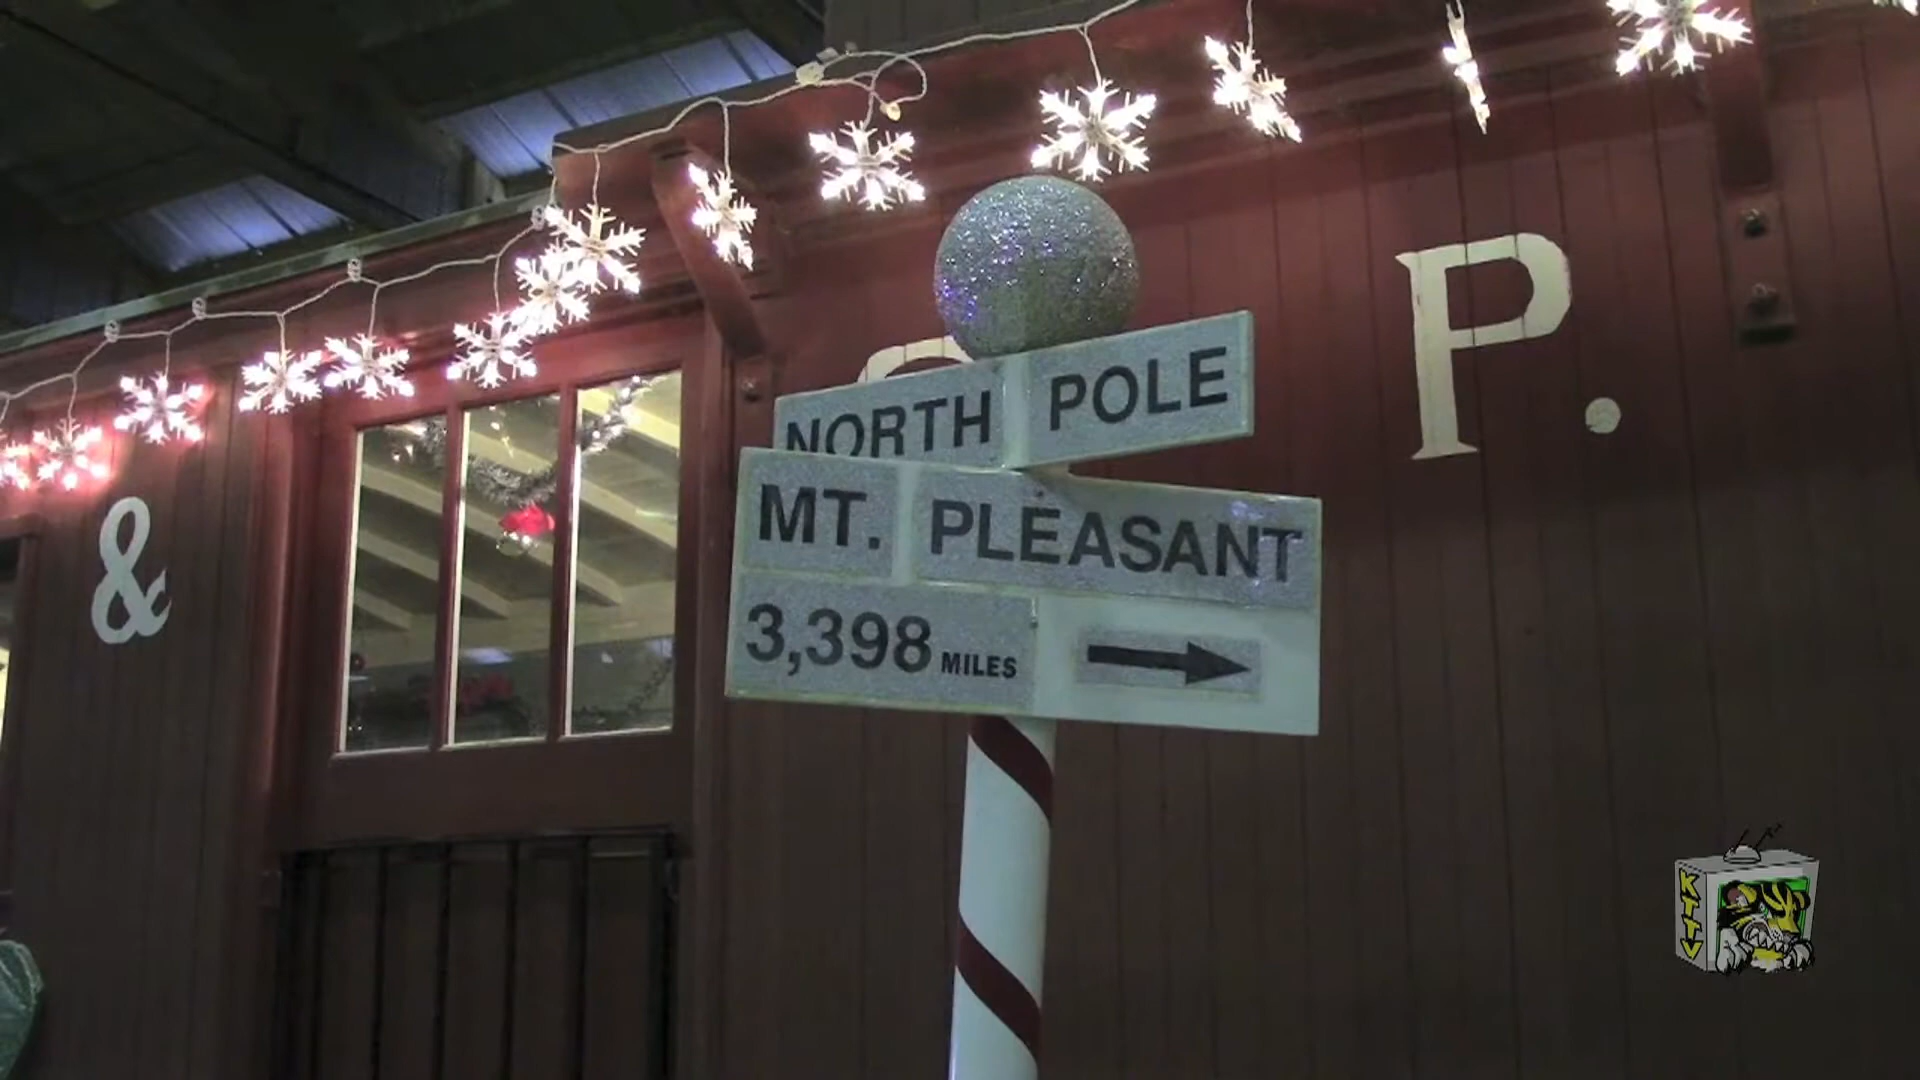 NORTH POLE
MT. PLEASANT
3,398 MILES
& P.
KTTV